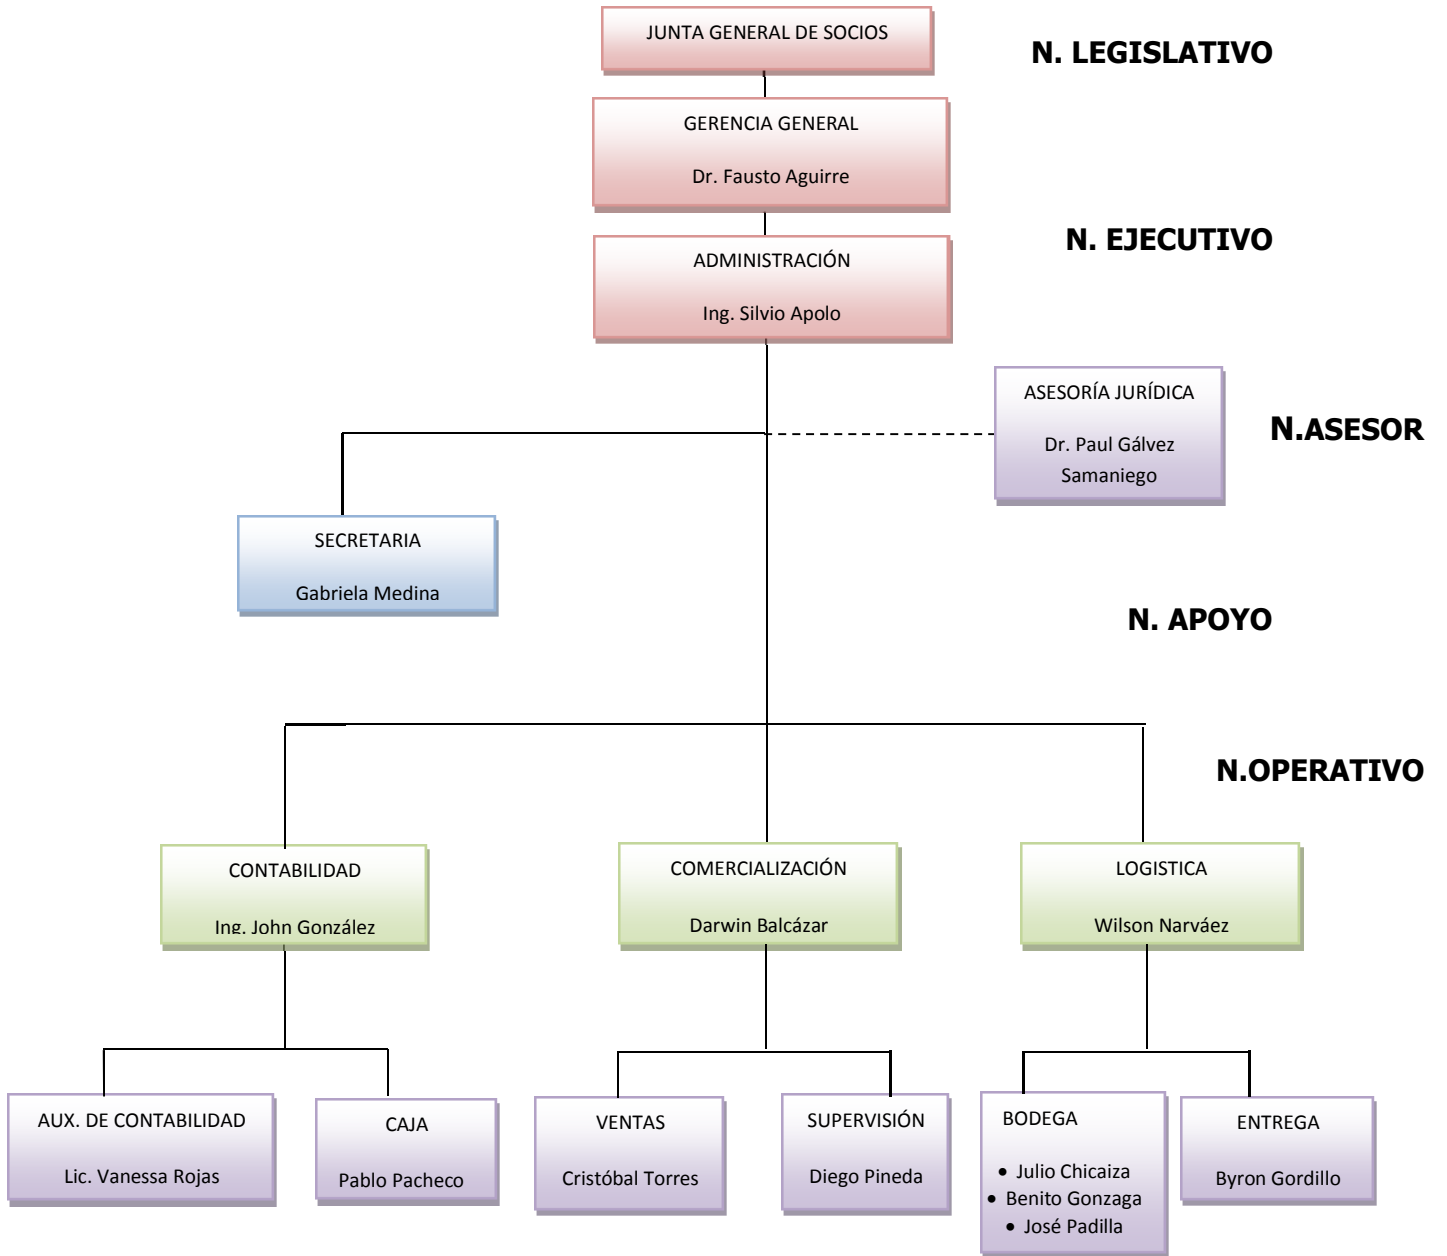 JUNTA GENERAL DE SOCIOS
N. LEGISLATIVO
GERENCIA GENERAL
Dr. Fausto Aguirre
N. EJECUTIVO
ADMINISTRACIÓN
Ing. Silvio Apolo
ASESORÍA JURÍDICA
Dr. Paul Gálvez
Samaniego
N.ASESOR
SECRETARIA
Gabriela Medina
N. APOYO
N.OPERATIVO
CONTABILIDAD
Ing. John González
COMERCIALIZACIÓN
Darwin Balcázar
LOGISTICA
Wilson Narváez
AUX. DE CONTABILIDAD
Lic. Vanessa Rojas
CAJA
Pablo Pacheco
VENTAS
Cristóbal Torres
SUPERVISIÓN
Diego Pineda
BODEGA
• Julio Chicaiza
• Benito Gonzaga
• José Padilla
ENTREGA
Byron Gordillo